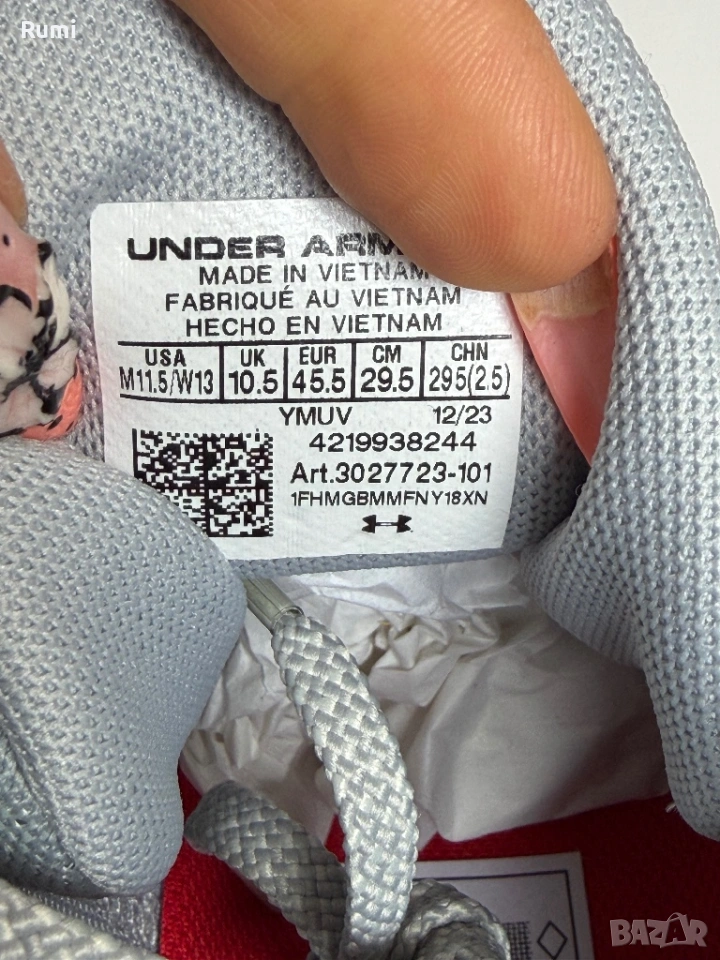 Rumi
UNDER
MADE IN VIETNAM
FABRIQUÉ AU VIETNAM
HECHO EN VIETNAM
USA UK EUR CM CHN
M11.5/W13 10.5 45.5 29.5 295(2.5)
YMUV 12/23
4219938244
Art.3027723-101
1FHMGBMMFNY18XN
BAZAR